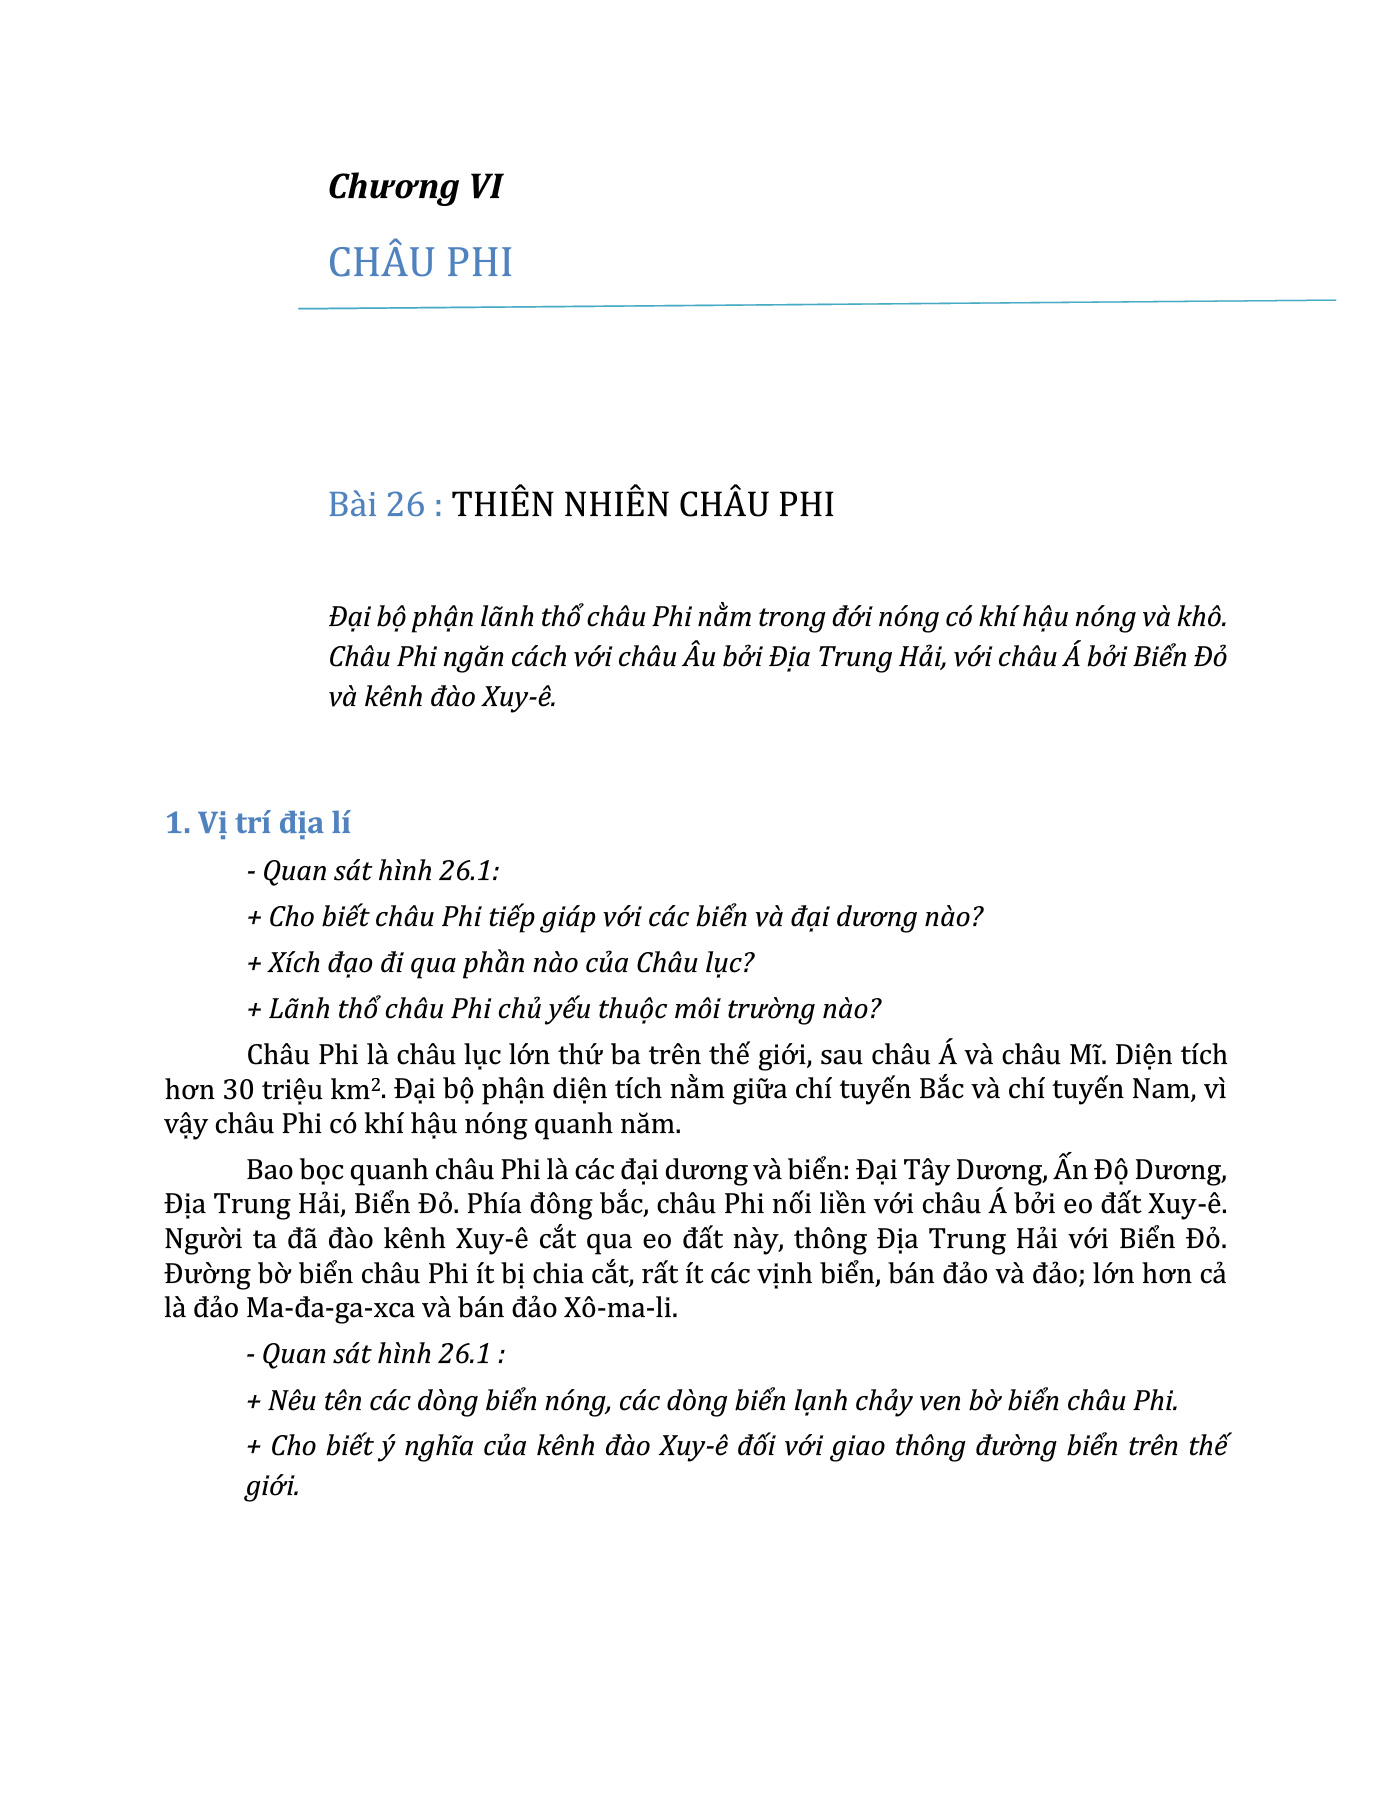 Chương VI
CHÂU PHI
Bài 26 : THIÊN NHIÊN CHÂU PHI
Đại bộ phận lãnh thổ châu Phi nằm trong đới nóng có khí hậu nóng và khô.
Châu Phi ngăn cách với châu Âu bởi Địa Trung Hải, với châu Á bởi Biển Đỏ
và kênh đào Xuy-ê.
1. Vị trí địa lí
- Quan sát hình 26.1:
+ Cho biết châu Phi tiếp giáp với các biển và đại dương nào?
+ Xích đạo đi qua phần nào của Châu lục?
+ Lãnh thổ châu Phi chủ yếu thuộc môi trường nào?
Châu Phi là châu lục lớn thứ ba trên thế giới, sau châu Á và châu Mĩ. Diện tích
hơn 30 triệu km². Đại bộ phận diện tích nằm giữa chí tuyến Bắc và chí tuyến Nam, vì
vậy châu Phi có khí hậu nóng quanh năm.
Bao bọc quanh châu Phi là các đại dương và biển: Đại Tây Dương, Ấn Độ Dương,
Địa Trung Hải, Biển Đỏ. Phía đông bắc, châu Phi nối liền với châu Á bởi eo đất Xuy-ê.
Người ta đã đào kênh Xuy-ê cắt qua eo đất này, thông Địa Trung Hải với Biển Đỏ.
Đường bờ biển châu Phi ít bị chia cắt, rất ít các vịnh biển, bán đảo và đảo; lớn hơn cả
là đảo Ma-đa-ga-xca và bán đảo Xô-ma-li.
- Quan sát hình 26.1 :
+ Nêu tên các dòng biển nóng, các dòng biển lạnh chảy ven bờ biển châu Phi.
+ Cho biết ý nghĩa của kênh đào Xuy-ê đối với giao thông đường biển trên thế
giới.